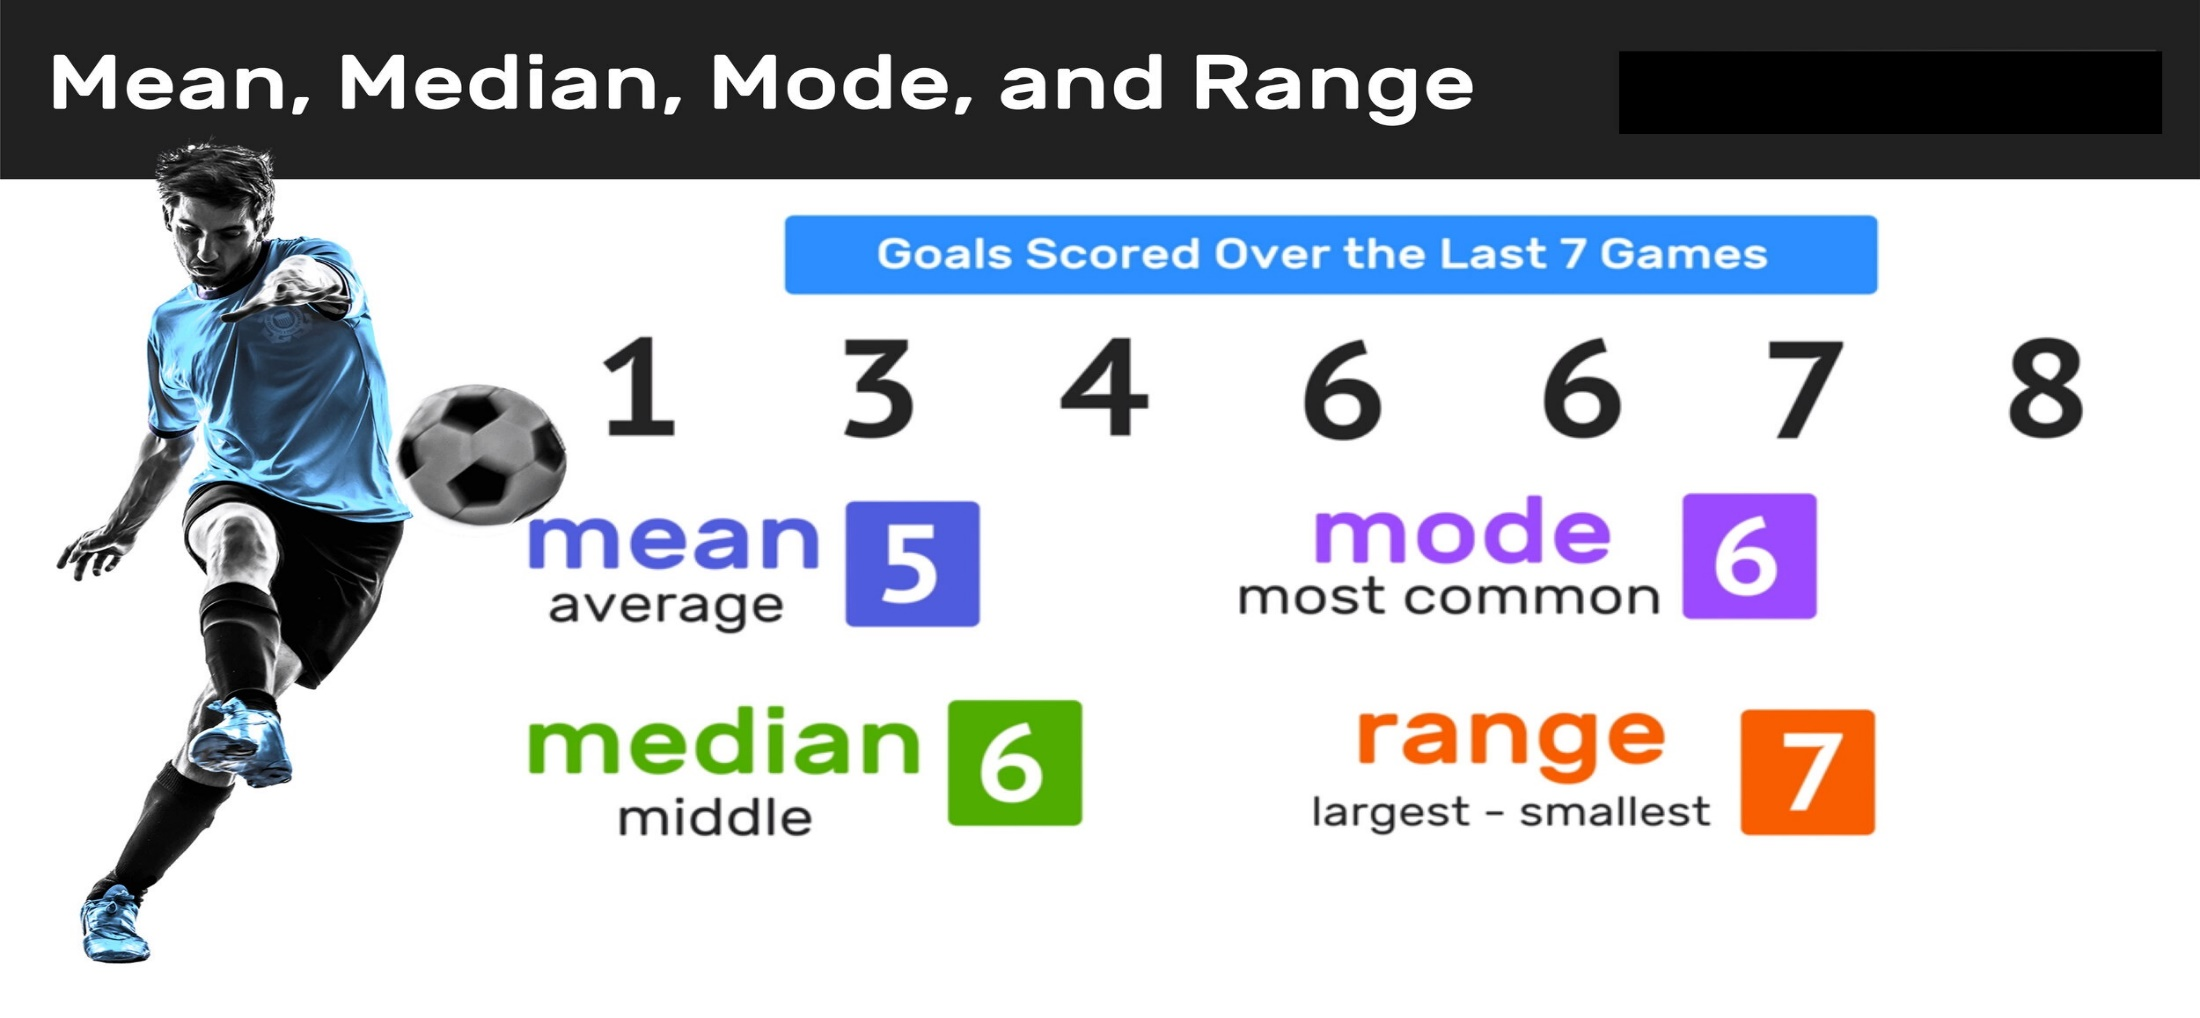 Mean, Median, Mode, and Range
Goals Scored Over the Last 7 Games
1 3 4 6 6 7 8
mean 5
average
mode 6
most common
median 6
middle
range 7
largest - smallest